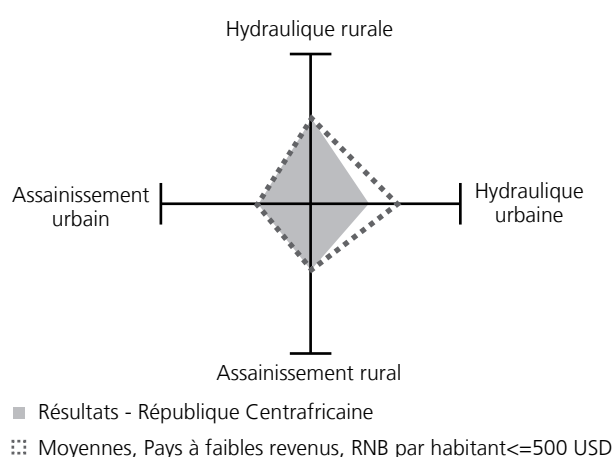 Hydraulique rurale
Assainissement
urbain
Hydraulique
urbaine
Assainissement rural
Résultats - République Centrafricaine
Moyennes, Pays à faibles revenus, RNB par habitant<=500 USD